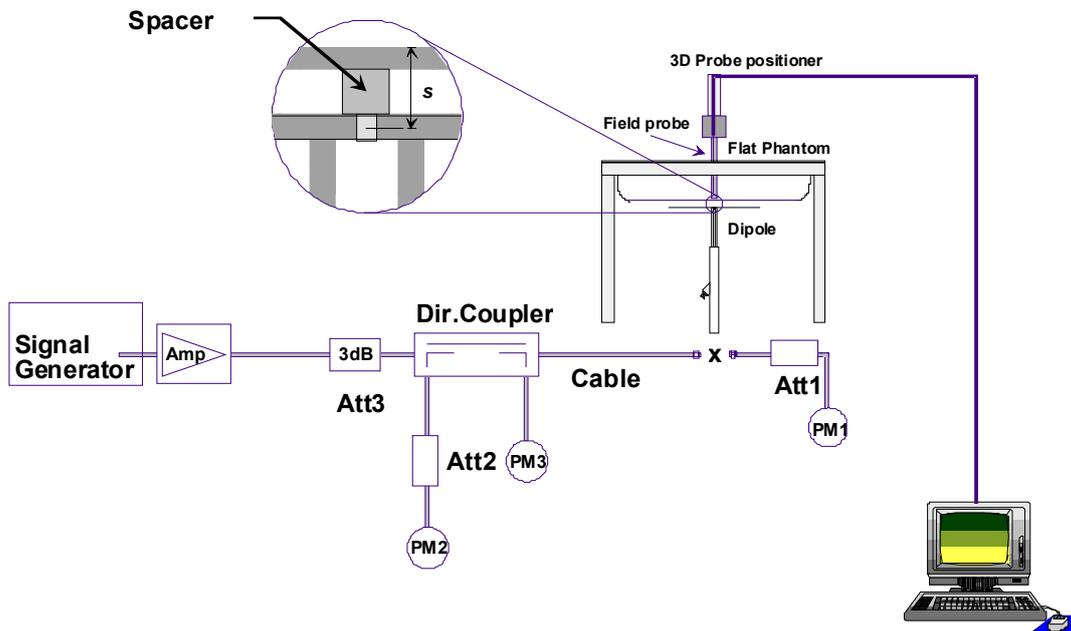 Spacer
s
3D Probe positioner
Field probe
Flat Phantom
Dipole
Dir.Coupler
Signal
Generator
Amp
3dB
x
Cable
Att1
Att3
PM1
Att2
PM3
PM2